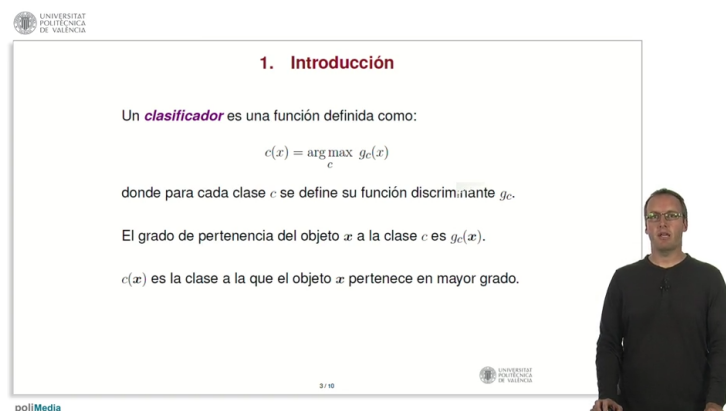 UNIVERSITAT
POLITÈCNICA
DE VALÈNCIA
1. Introducción
Un clasificador es una función definida como:
c(x) = arg max g_c(x)
c
donde para cada clase c se define su función discriminante g_c.
El grado de pertenencia del objeto x a la clase c es g_c(x).
c(x) es la clase a la que el objeto x pertenece en mayor grado.
UNIVERSITAT
POLITÈCNICA
DE VALÈNCIA
3 / 10
poliMedia